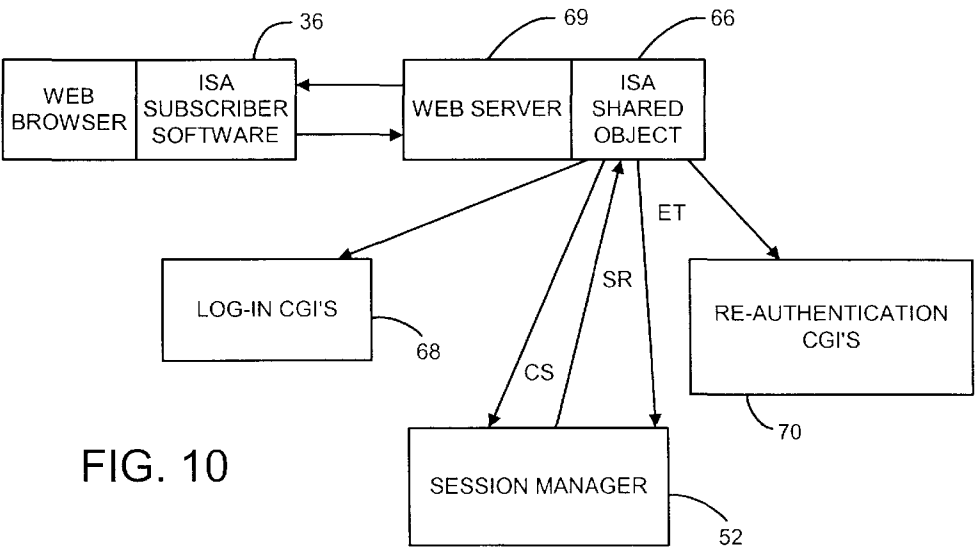 36
69
66
WEB
BROWSER
ISA
SUBSCRIBER
SOFTWARE
WEB SERVER
ISA
SHARED
OBJECT
ET
SR
CS
LOG-IN CGI'S
68
RE-AUTHENTICATION
CGI'S
70
SESSION MANAGER
52
FIG. 10